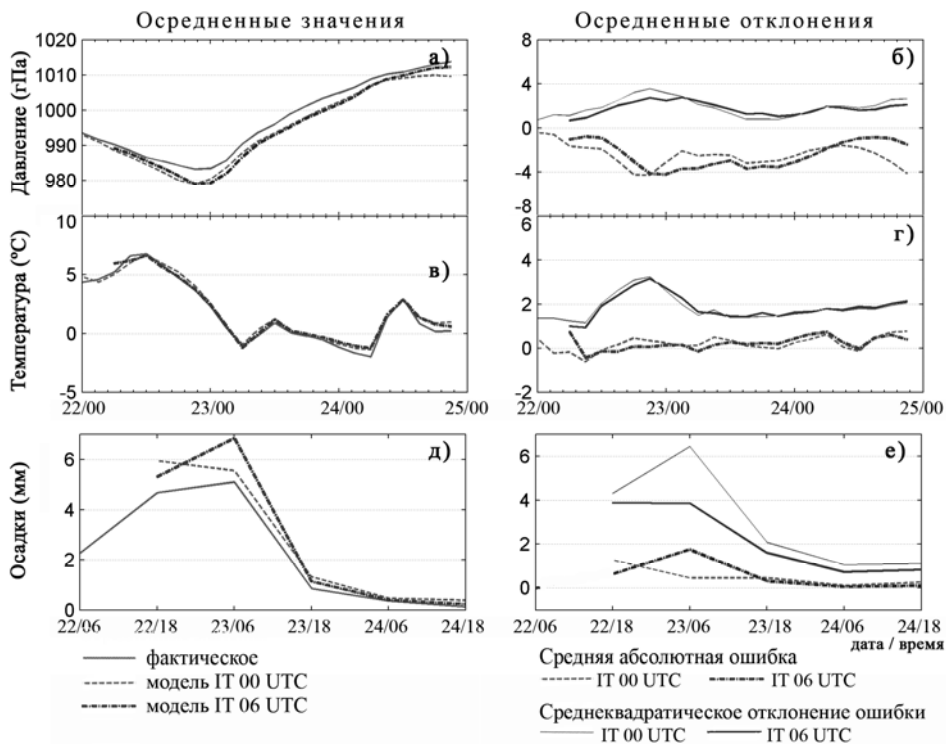 Осредненные значения
Осредненные отклонения
Давление (гПа)
1020
1010
1000
990
980
а)
8
4
0
-4
-8
б)
Температура (ºC)
10
5
0
-5
в)
22/00
23/00
24/00
25/00
6
4
2
0
-2
г)
22/00
23/00
24/00
25/00
Осадки (мм)
6
4
2
0
д)
22/06
22/18
23/06
23/18
24/06
24/18
6
4
2
0
е)
22/06
22/18
23/06
23/18
24/06
24/18
дата / время
фактическое
модель IT 00 UTC
модель IT 06 UTC
Средняя абсолютная ошибка
IT 00 UTC
IT 06 UTC
Среднеквадратическое отклонение ошибки
IT 00 UTC
IT 06 UTC